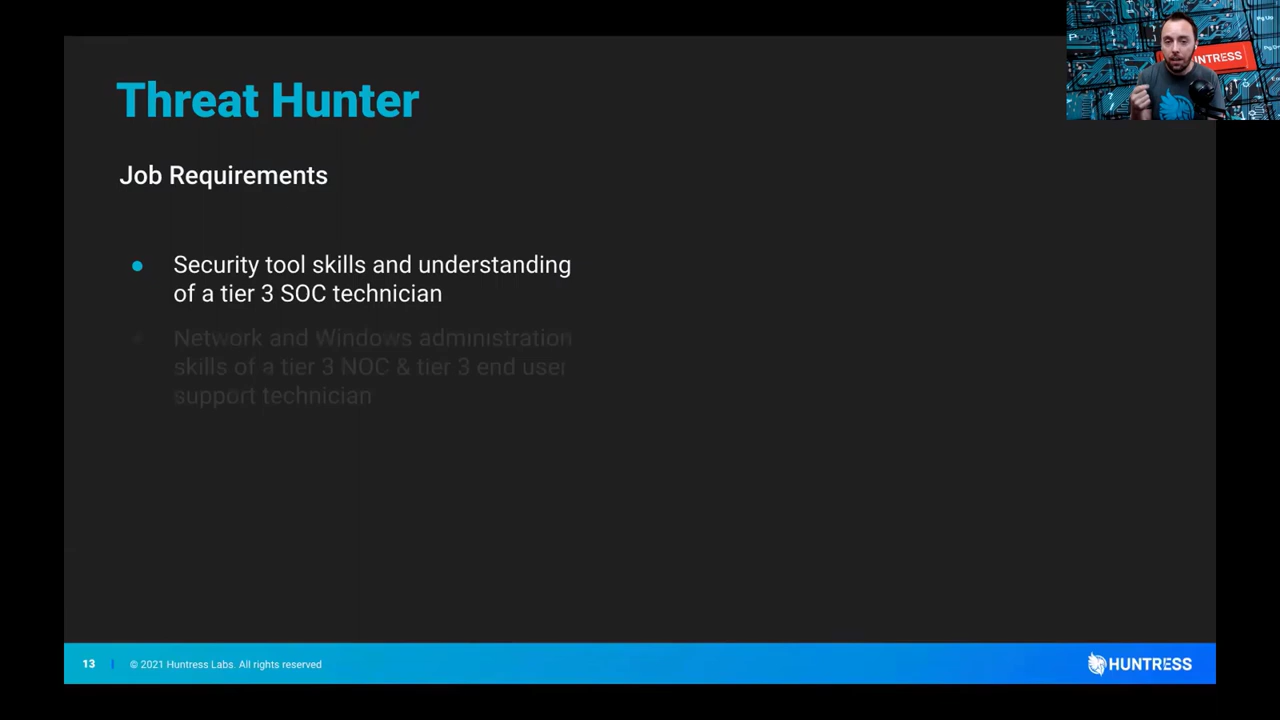 Threat Hunter
Job Requirements
● Security tool skills and understanding
of a tier 3 SOC technician
● Network and Windows administration
skills of a tier 3 NOC & tier 3 end user
support technician
13 | © 2021 Huntress Labs. All rights reserved
HUNTRESS
NTRESS